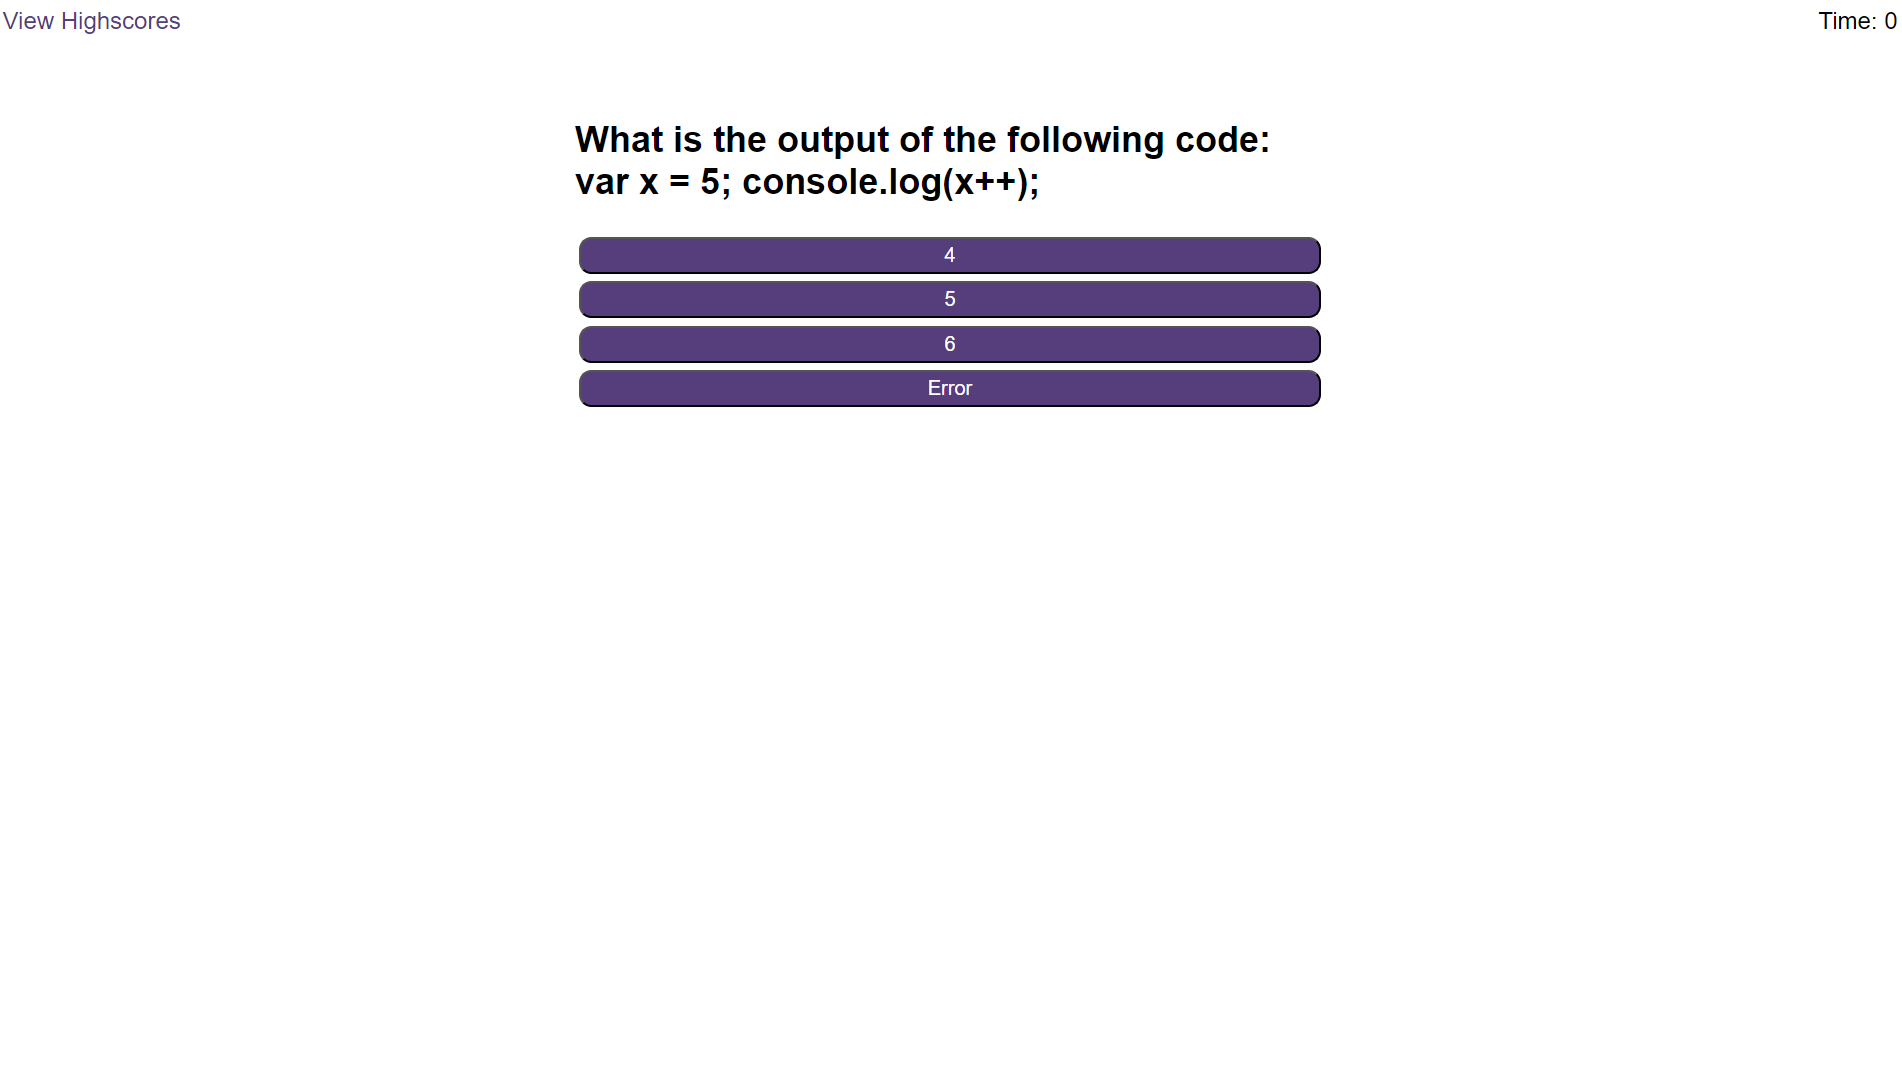 View Highscores
Time: 0
What is the output of the following code:
var x = 5; console.log(x++);
4
5
6
Error